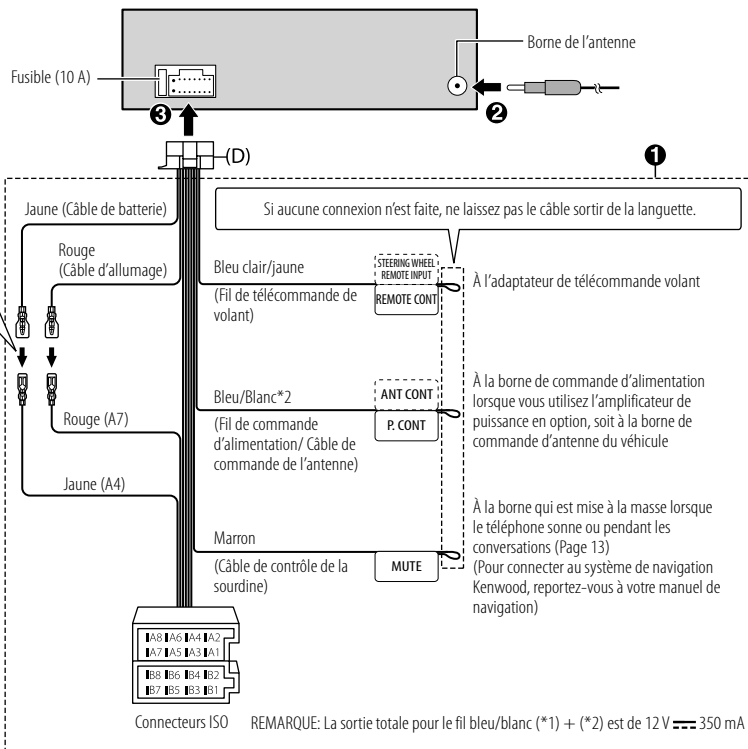 Borne de l'antenne
Fusible (10 A)
❸
❷
(D)
❶
Jaune (Câble de batterie)
Si aucune connexion n'est faite, ne laissez pas le câble sortir de la languette.
Rouge
(Câble d'allumage)
Bleu clair/jaune
(Fil de télécommande de
volant)
STEERING WHEEL
REMOTE INPUT
REMOTE CONT
À l'adaptateur de télécommande volant
Bleu/Blanc*2
(Fil de commande
d'alimentation/ Câble de
commande de l'antenne)
ANT CONT
P. CONT
À la borne de commande d'alimentation
lorsque vous utilisez l'amplificateur de
puissance en option, soit à la borne de
commande d'antenne du véhicule
Rouge (A7)
Jaune (A4)
Marron
(Câble de contrôle de la
sourdine)
MUTE
À la borne qui est mise à la masse lorsque
le téléphone sonne ou pendant les
conversations (Page 13)
(Pour connecter au système de navigation
Kenwood, reportez-vous à votre manuel de
navigation)
A8 A6 A4 A2
A7 A5 A3 A1
B8 B6 B4 B2
B7 B5 B3 B1
Connecteurs ISO
REMARQUE: La sortie totale pour le fil bleu/blanc (*1) + (*2) est de 12 V ⎓ 350 mA